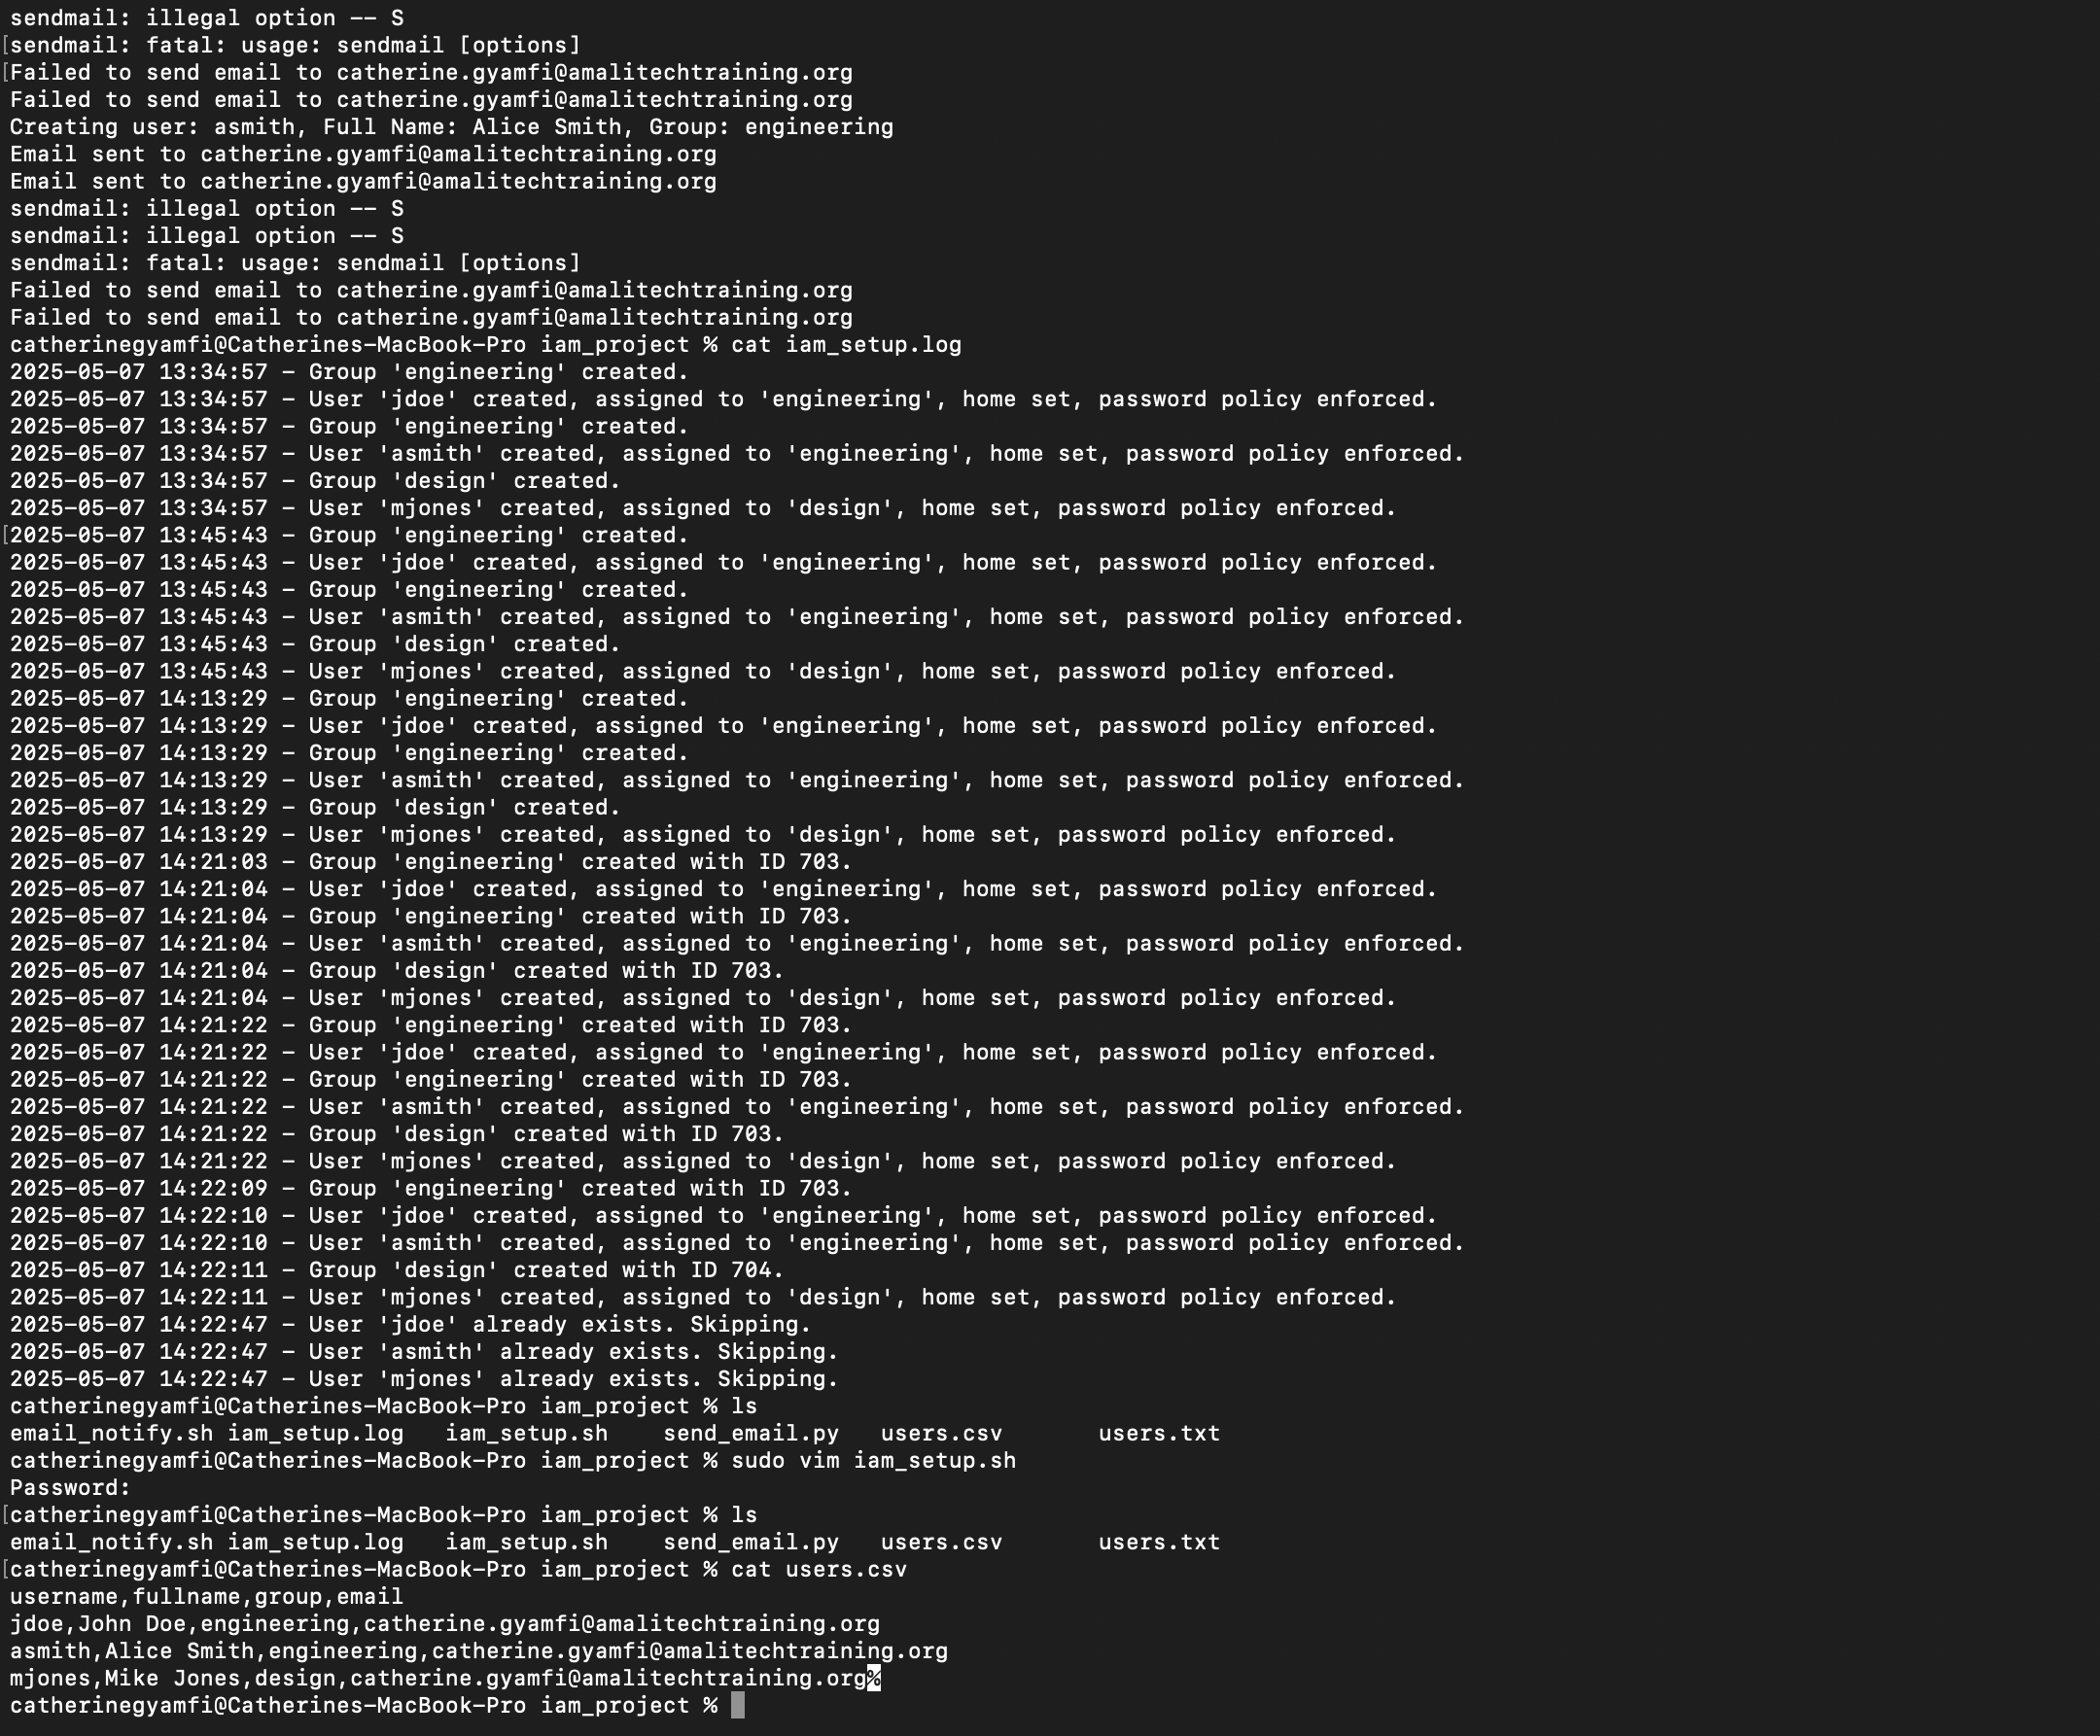 sendmail: illegal option -- S
[sendmail: fatal: usage: sendmail [options]
[Failed to send email to catherine.gyamfi@amalitechtraining.org
Failed to send email to catherine.gyamfi@amalitechtraining.org
Creating user: asmith, Full Name: Alice Smith, Group: engineering
Email sent to catherine.gyamfi@amalitechtraining.org
Email sent to catherine.gyamfi@amalitechtraining.org
sendmail: illegal option -- S
sendmail: illegal option -- S
sendmail: fatal: usage: sendmail [options]
Failed to send email to catherine.gyamfi@amalitechtraining.org
Failed to send email to catherine.gyamfi@amalitechtraining.org
catherinegyamfi@Catherines-MacBook-Pro iam_project % cat iam_setup.log
2025-05-07 13:34:57 - Group 'engineering' created.
2025-05-07 13:34:57 - User 'jdoe' created, assigned to 'engineering', home set, password policy enforced.
2025-05-07 13:34:57 - Group 'engineering' created.
2025-05-07 13:34:57 - User 'asmith' created, assigned to 'engineering', home set, password policy enforced.
2025-05-07 13:34:57 - Group 'design' created.
2025-05-07 13:34:57 - User 'mjones' created, assigned to 'design', home set, password policy enforced.
[2025-05-07 13:45:43 - Group 'engineering' created.
2025-05-07 13:45:43 - User 'jdoe' created, assigned to 'engineering', home set, password policy enforced.
2025-05-07 13:45:43 - Group 'engineering' created.
2025-05-07 13:45:43 - User 'asmith' created, assigned to 'engineering', home set, password policy enforced.
2025-05-07 13:45:43 - Group 'design' created.
2025-05-07 13:45:43 - User 'mjones' created, assigned to 'design', home set, password policy enforced.
2025-05-07 14:13:29 - Group 'engineering' created.
2025-05-07 14:13:29 - User 'jdoe' created, assigned to 'engineering', home set, password policy enforced.
2025-05-07 14:13:29 - Group 'engineering' created.
2025-05-07 14:13:29 - User 'asmith' created, assigned to 'engineering', home set, password policy enforced.
2025-05-07 14:13:29 - Group 'design' created.
2025-05-07 14:13:29 - User 'mjones' created, assigned to 'design', home set, password policy enforced.
2025-05-07 14:21:03 - Group 'engineering' created with ID 703.
2025-05-07 14:21:04 - User 'jdoe' created, assigned to 'engineering', home set, password policy enforced.
2025-05-07 14:21:04 - Group 'engineering' created with ID 703.
2025-05-07 14:21:04 - User 'asmith' created, assigned to 'engineering', home set, password policy enforced.
2025-05-07 14:21:04 - Group 'design' created with ID 703.
2025-05-07 14:21:04 - User 'mjones' created, assigned to 'design', home set, password policy enforced.
2025-05-07 14:21:22 - Group 'engineering' created with ID 703.
2025-05-07 14:21:22 - User 'jdoe' created, assigned to 'engineering', home set, password policy enforced.
2025-05-07 14:21:22 - Group 'engineering' created with ID 703.
2025-05-07 14:21:22 - User 'asmith' created, assigned to 'engineering', home set, password policy enforced.
2025-05-07 14:21:22 - Group 'design' created with ID 703.
2025-05-07 14:21:22 - User 'mjones' created, assigned to 'design', home set, password policy enforced.
2025-05-07 14:22:09 - Group 'engineering' created with ID 703.
2025-05-07 14:22:10 - User 'jdoe' created, assigned to 'engineering', home set, password policy enforced.
2025-05-07 14:22:10 - User 'asmith' created, assigned to 'engineering', home set, password policy enforced.
2025-05-07 14:22:11 - Group 'design' created with ID 704.
2025-05-07 14:22:11 - User 'mjones' created, assigned to 'design', home set, password policy enforced.
2025-05-07 14:22:47 - User 'jdoe' already exists. Skipping.
2025-05-07 14:22:47 - User 'asmith' already exists. Skipping.
2025-05-07 14:22:47 - User 'mjones' already exists. Skipping.
catherinegyamfi@Catherines-MacBook-Pro iam_project % ls
email_notify.sh iam_setup.log   iam_setup.sh    send_email.py   users.csv       users.txt
catherinegyamfi@Catherines-MacBook-Pro iam_project % sudo vim iam_setup.sh
Password:
[catherinegyamfi@Catherines-MacBook-Pro iam_project % ls
email_notify.sh iam_setup.log   iam_setup.sh    send_email.py   users.csv       users.txt
[catherinegyamfi@Catherines-MacBook-Pro iam_project % cat users.csv
username,fullname,group,email
jdoe,John Doe,engineering,catherine.gyamfi@amalitechtraining.org
asmith,Alice Smith,engineering,catherine.gyamfi@amalitechtraining.org
mjones,Mike Jones,design,catherine.gyamfi@amalitechtraining.org%
catherinegyamfi@Catherines-MacBook-Pro iam_project %